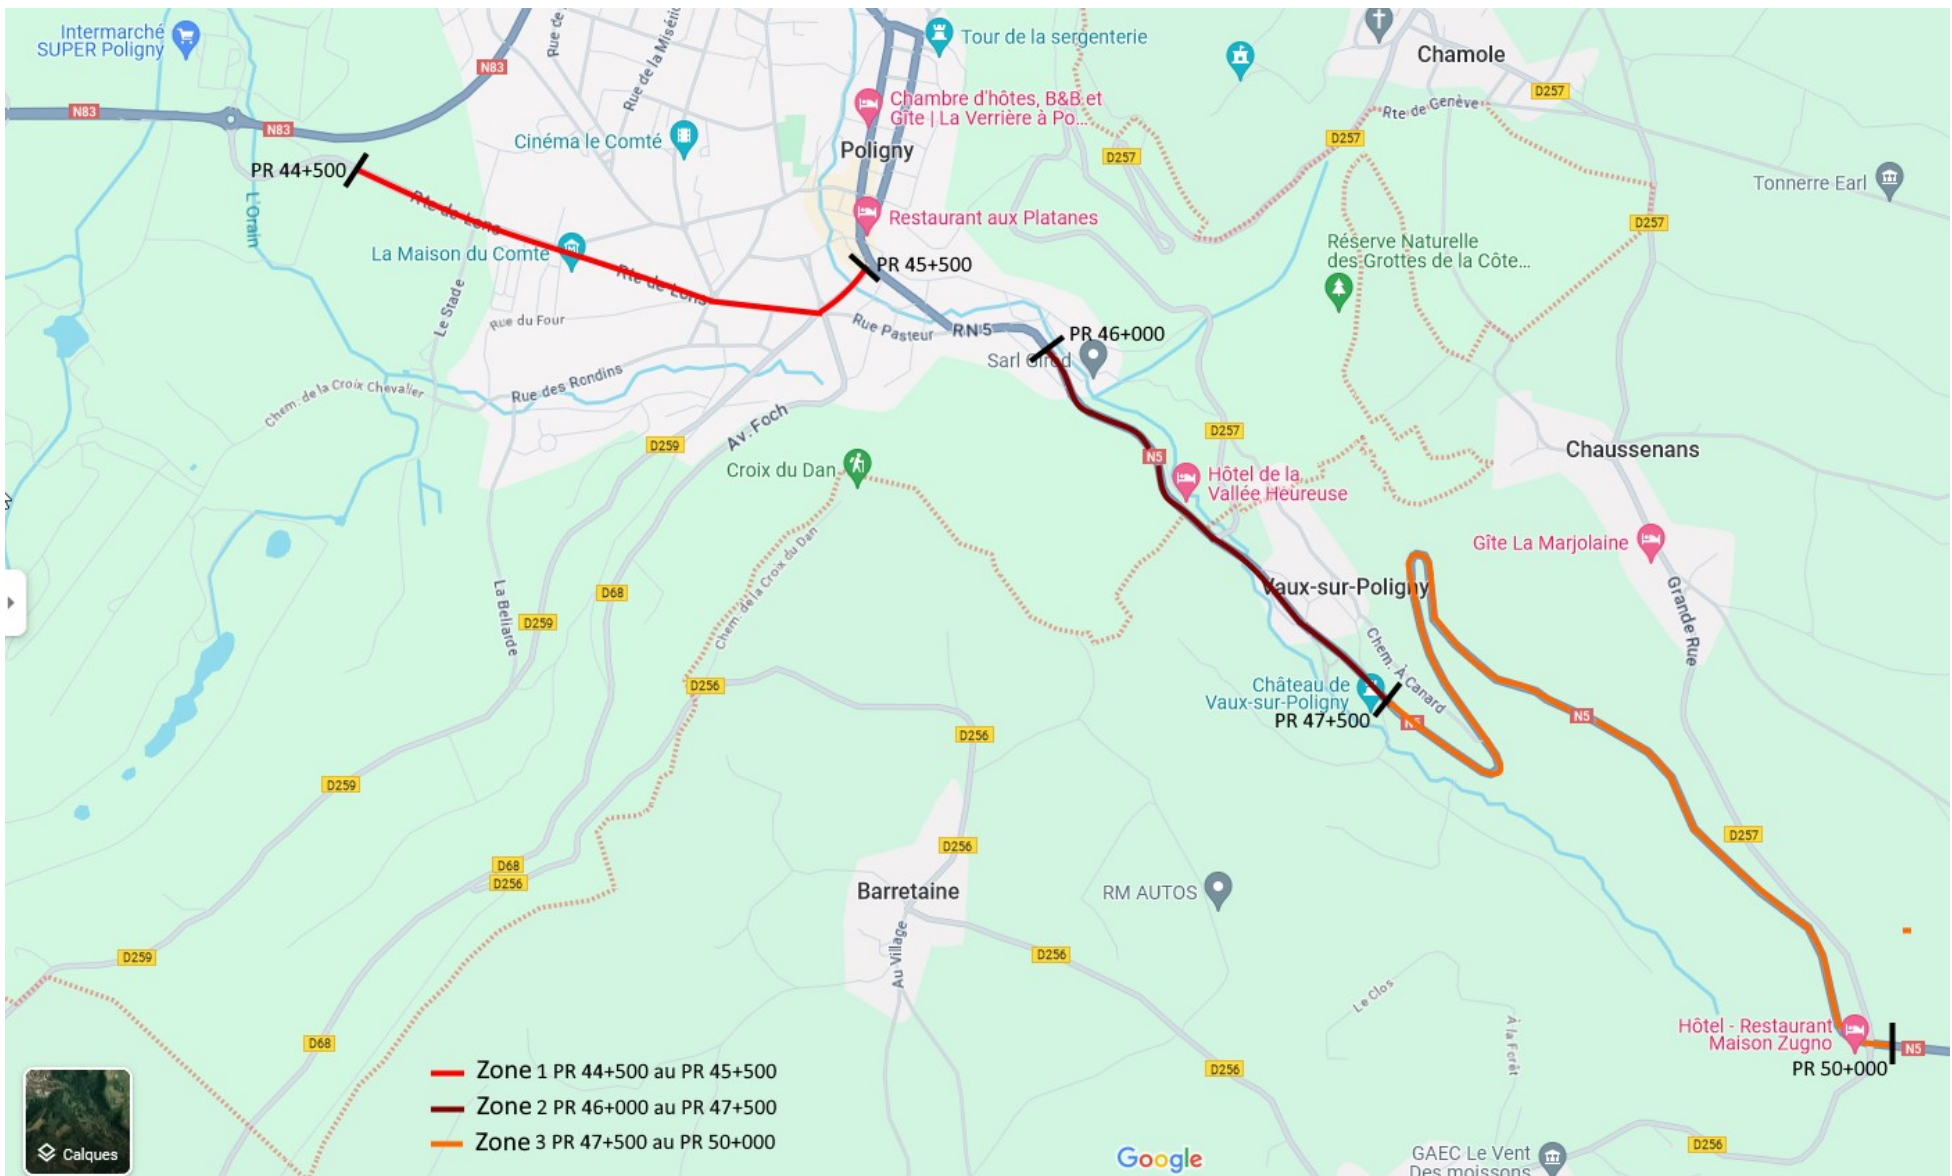 Intermarché
SUPER Poligny
N83
Rue de
Rue de la Miséric
Tour de la sergenterie
Chamole
D257
Rte de Genève
N83
N83
Chambre d'hôtes, B&B et
Gîte | La Verrière à Po...
Cinéma le Comté
Poligny
D257
D257
PR 44+500
Tonnerre Earl
L'Orain
Rte de Lons
Restaurant aux Platanes
D257
La Maison du Comté
Rte de Lons
PR 45+500
Réserve Naturelle
des Grottes de la Côte...
Le Stade
Rue du Four
Rue Pasteur
RN 5
PR 46+000
Sarl Girod
Chem. de la Croix Chevalier
Rue des Rondins
Av. Foch
D259
D257
Chaussenans
N5
Croix du Dan
Hôtel de la
Vallée Heureuse
Gîte La Marjolaine
Chem. de la Croix du Dan
La Beliarde
D68
Vaux-sur-Poligny
Grande Rue
D259
Chem. À Canard
D256
Château de
Vaux-sur-Poligny
PR 47+500
N5
N5
D256
D259
D257
D256
D68
D256
Barretaine
RM AUTOS
Au Village
D256
D259
Le Clos
À la Forêt
D68
Hôtel - Restaurant
Maison Zugno
N5
PR 50+000
D256
Zone 1 PR 44+500 au PR 45+500
Zone 2 PR 46+000 au PR 47+500
Zone 3 PR 47+500 au PR 50+000
Calques
Google
D256
GAEC Le Vent
Des moissons